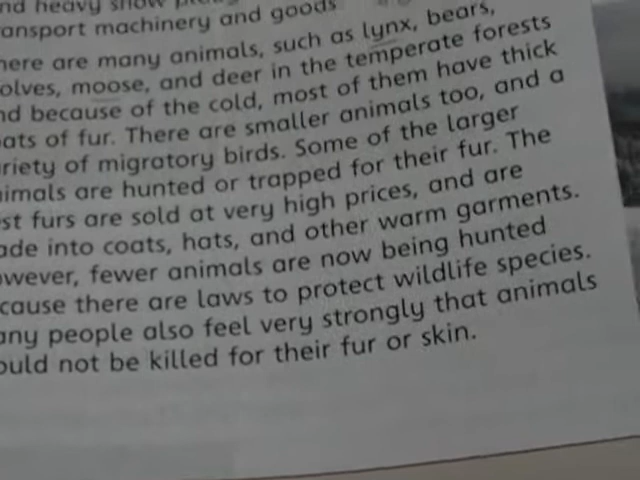 nd heavy snow
ansport machinery and goods
here are many animals, such as lynx, bears,
olves, moose, and deer in the temperate forests
nd because of the cold, most of them have thick
ats of fur. There are smaller animals too, and a
riety of migratory birds. Some of the larger
imals are hunted or trapped for their fur. The
st furs are sold at very high prices, and are
ade into coats, hats, and other warm garments.
wever, fewer animals are now being hunted
cause there are laws to protect wildlife species.
any people also feel very strongly that animals
ould not be killed for their fur or skin.